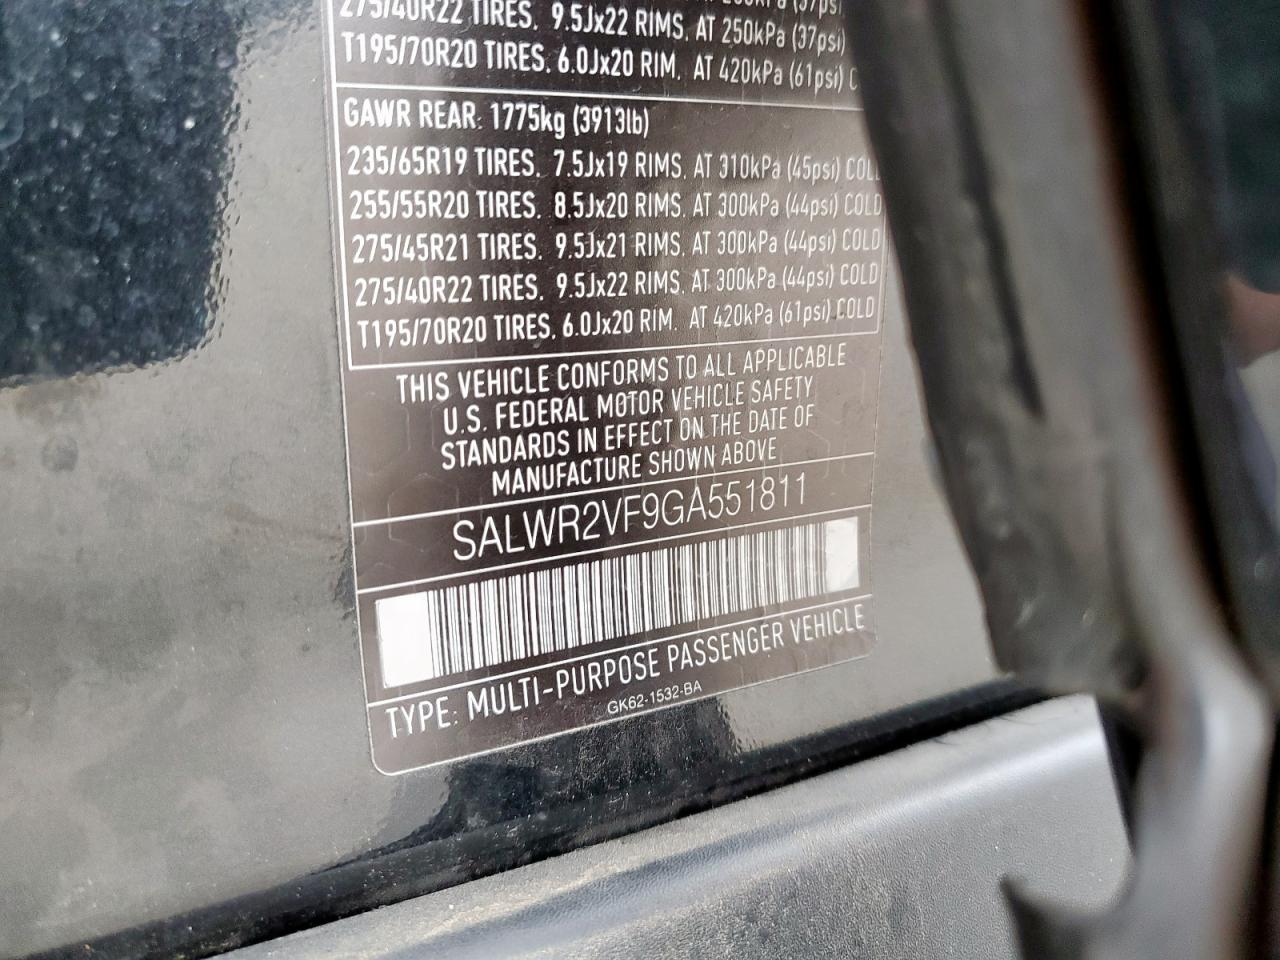 275/40R22 TIRES, 9.5Jx22 RIMS, AT 250kPa (37psi)
T195/70R20 TIRES, 6.0Jx20 RIM, AT 420kPa (61psi) C
GAWR REAR: 1775kg (3913lb)
235/65R19 TIRES, 7.5Jx19 RIMS, AT 310kPa (45psi) COL
255/55R20 TIRES, 8.5Jx20 RIMS, AT 300kPa (44psi) COLD
275/45R21 TIRES, 9.5Jx21 RIMS, AT 300kPa (44psi) COLD
275/40R22 TIRES, 9.5Jx22 RIMS, AT 300kPa (44psi) COLD
T195/70R20 TIRES, 6.0Jx20 RIM, AT 420kPa (61psi) COLD
THIS VEHICLE CONFORMS TO ALL APPLICABLE
U.S. FEDERAL MOTOR VEHICLE SAFETY
STANDARDS IN EFFECT ON THE DATE OF
MANUFACTURE SHOWN ABOVE
SALWR2VF9GA551811
TYPE: MULTI-PURPOSE PASSENGER VEHICLE
GK62-1532-BA